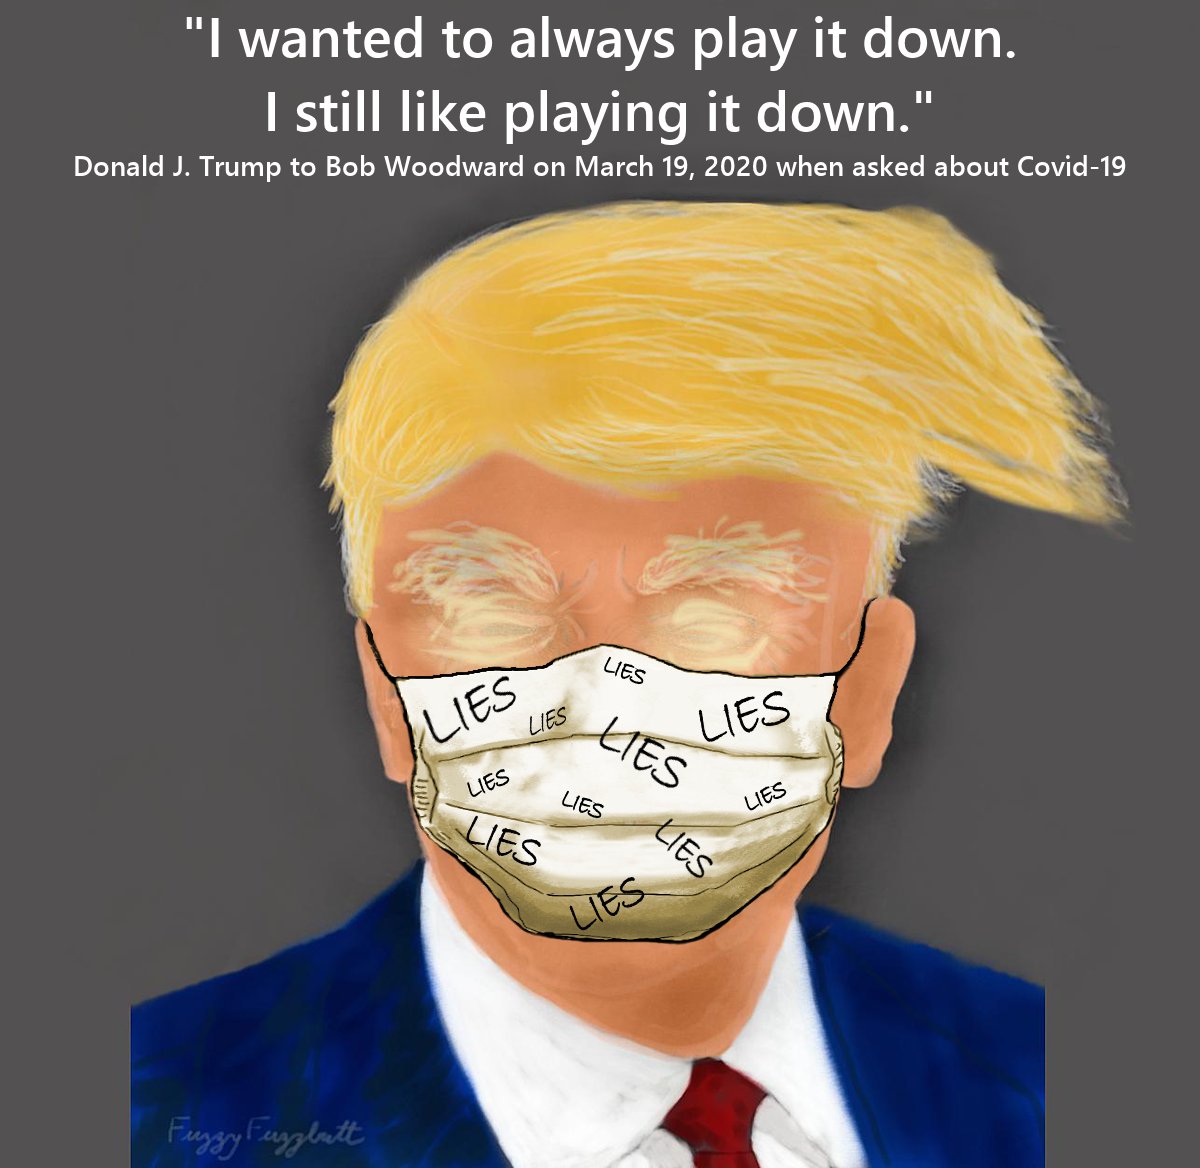 "I wanted to always play it down.
I still like playing it down."
Donald J. Trump to Bob Woodward on March 19, 2020 when asked about Covid-19
LIES
LIES
LIES
LIES
LIES
LIES
LIES
LIES
LIES
LIES
LIES
Fuzzy Fuzzbutt